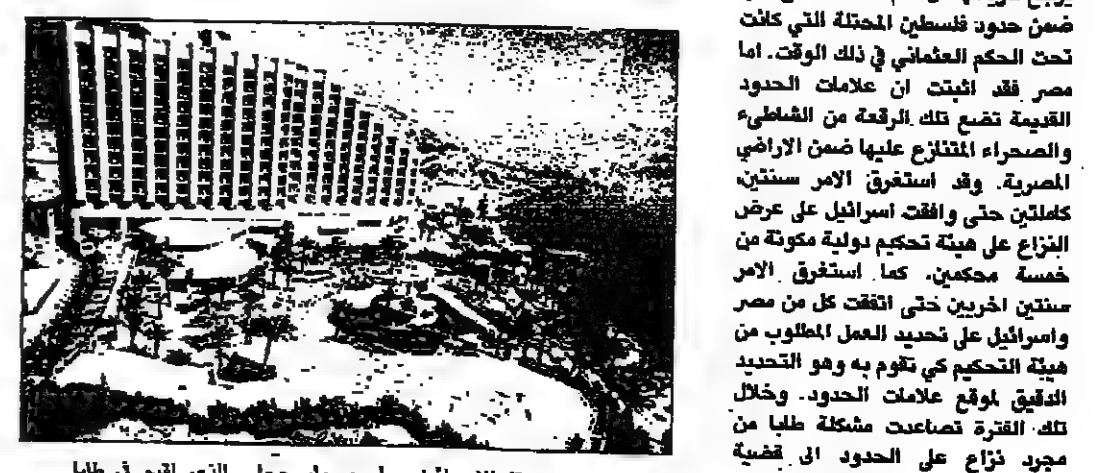 ضمن حدود فلسطين المحتلة التي كانت
تحت الحكم العثماني في ذلك الوقت. اما
مصر فقد اثبتت ان علامات الحدود
القديمة تضع تلك الرقعة من الشاطىء
والصحراء المتنازع عليها ضمن الاراضي
المصرية. وقد استغرق الامر سنتين
كاملتين حتى وافقت اسرائيل على عرض
النزاع على هيئة تحكيم دولية مكونة من
خمسة محكمين. كما استغرق الامر
سنتين اخريين حتى اتفقت كل من مصر
واسرائيل على تحديد العمل المطلوب من
هيئة التحكيم كي تقوم به وهو التحديد
الدقيق لموقع علامات الحدود. وخلال
تلك الفترة تصاعدت مشكلة طابا من
مجرد نزاع على الحدود الى قضية
في طابا